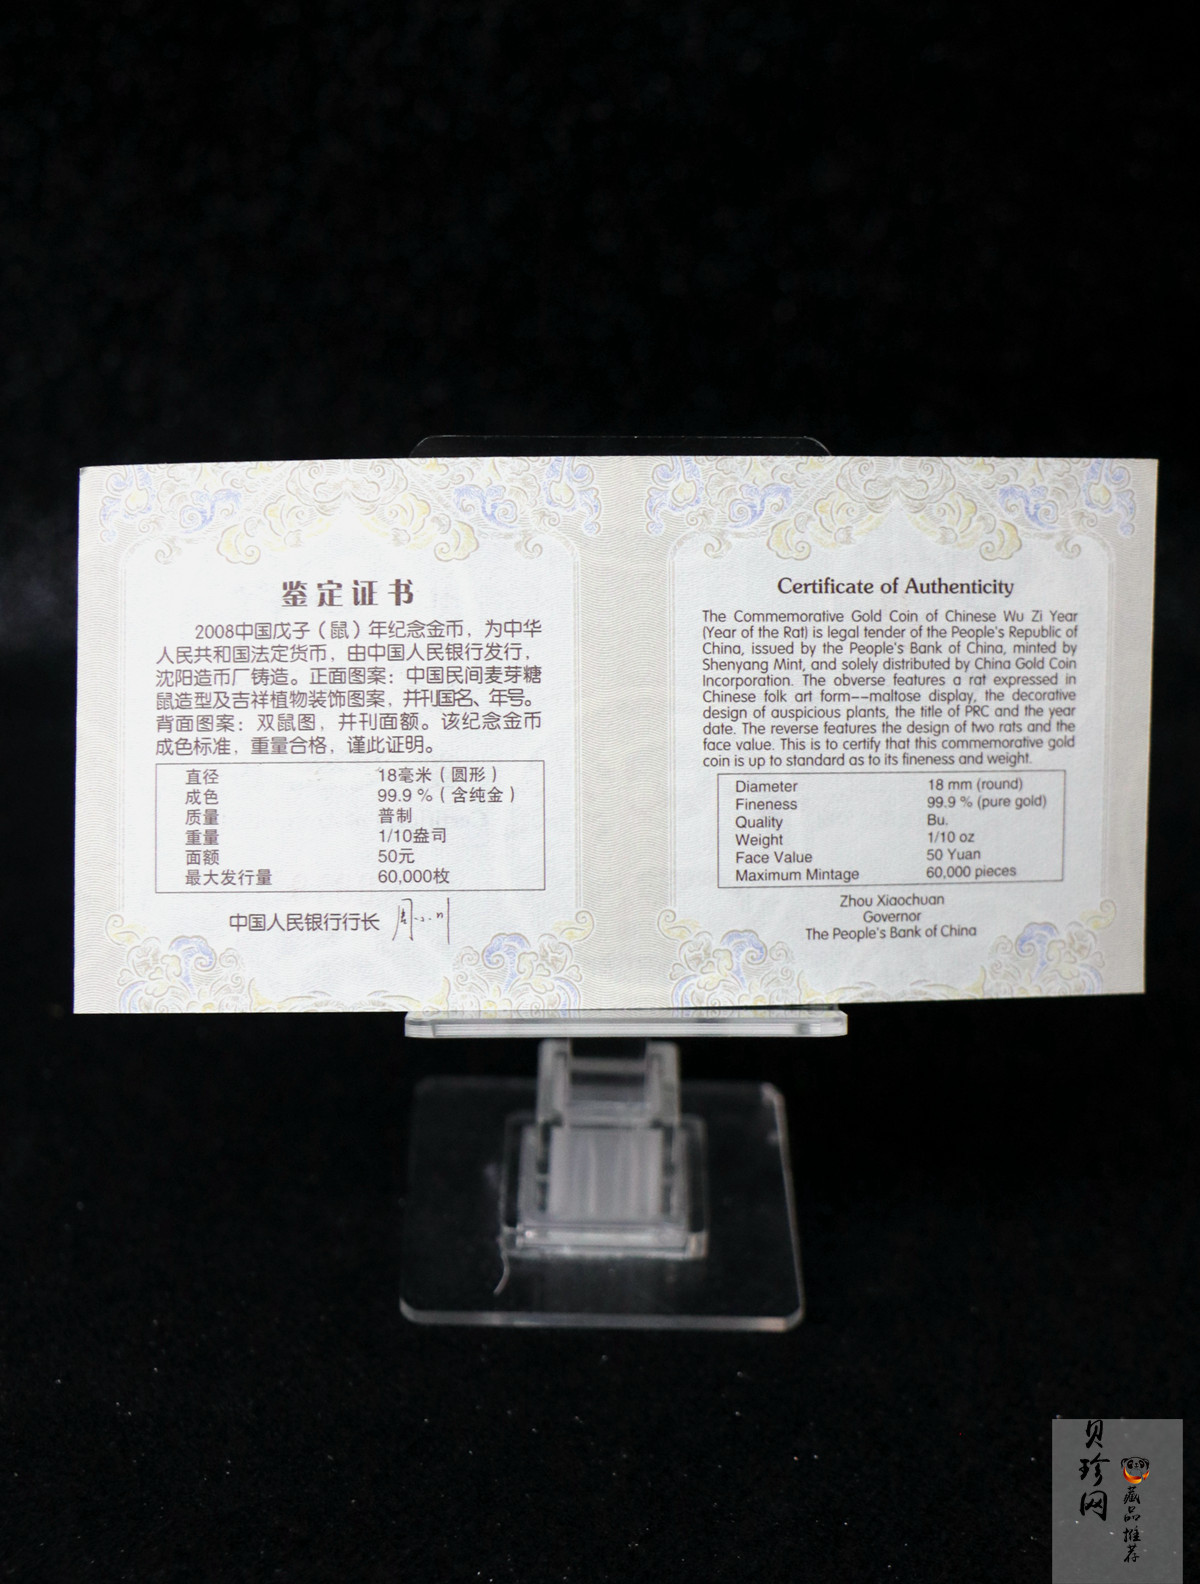 鉴定证书
2008中国戊子（鼠）年纪念金币，为中华
人民共和国法定货币，由中国人民银行发行，
沈阳造币厂铸造。正面图案：中国民间麦芽糖
鼠造型及吉祥植物装饰图案，并刊国名、年号。
背面图案：双鼠图，并刊面额。该纪念金币
成色标准，重量合格，谨此证明。
直径 18毫米（圆形）
成色 99.9％（含纯金）
质量 普制
重量 1/10盎司
面额 50元
最大发行量 60,000枚
中国人民银行行长
Certificate of Authenticity
The Commemorative Gold Coin of Chinese Wu Zi Year
(Year of the Rat) is legal tender of the People's Republic of
China, issued by the People's Bank of China, minted by
Shenyang Mint, and solely distributed by China Gold Coin
Incorporation. The obverse features a rat expressed in
Chinese folk art form--maltose display, the decorative
design of auspicious plants, the title of PRC and the year
date. The reverse features the design of two rats and the
face value. This is to certify that this commemorative gold
coin is up to standard as to its fineness and weight.
Diameter 18 mm (round)
Fineness 99.9 % (pure gold)
Quality Bu.
Weight 1/10 oz
Face Value 50 Yuan
Maximum Mintage 60,000 pieces
Zhou Xiaochuan
Governor
The People's Bank of China
贝珍网
藏品推荐